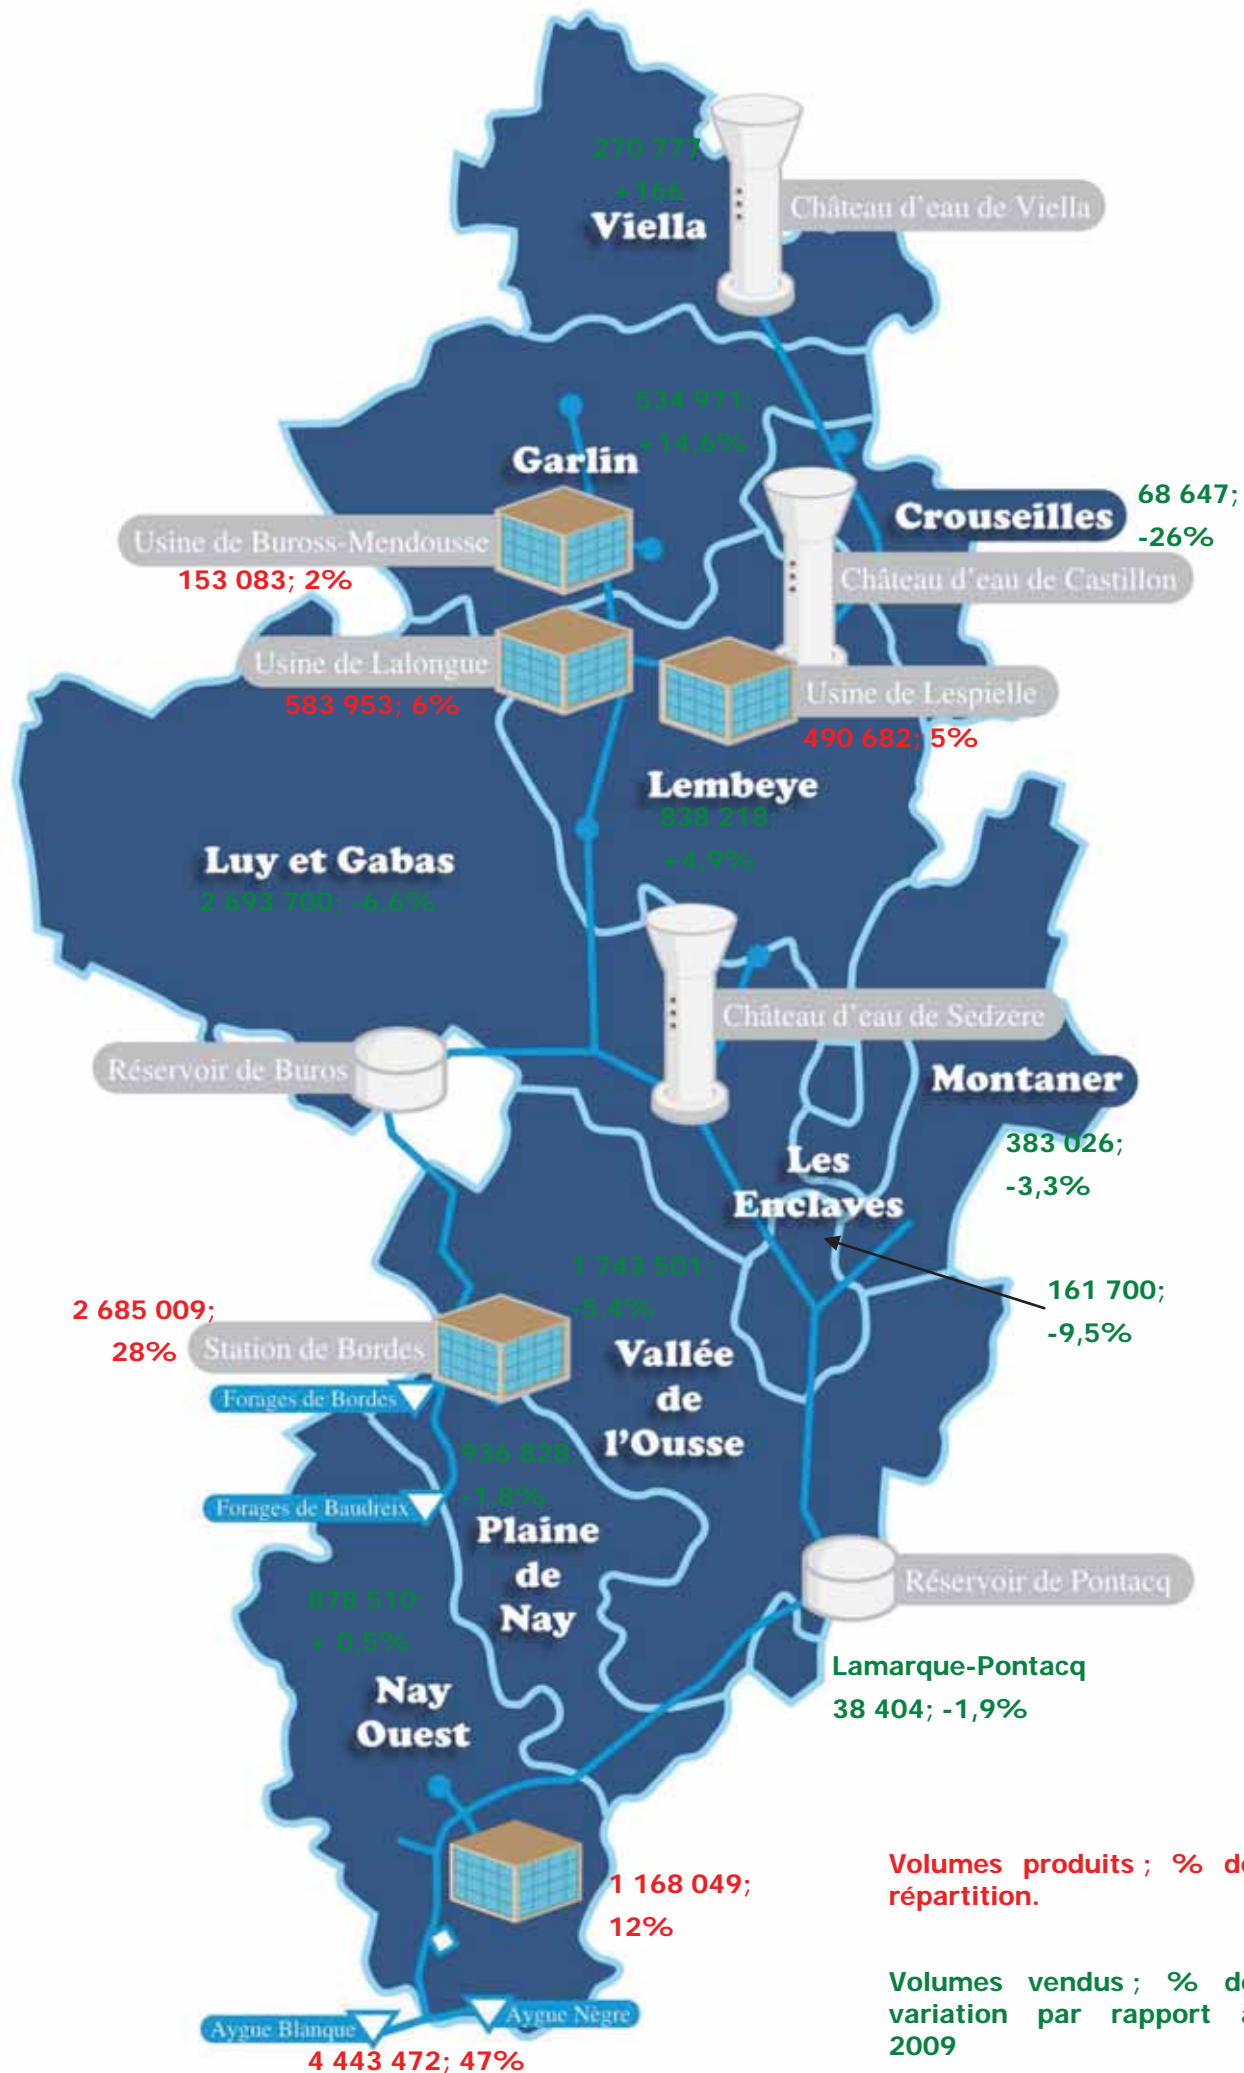 270 777
+166
Viella
Château d'eau de Viella
534 971;
+14,6%
Garlin
Crouseilles
68 647;
-26%
Usine de Buross-Mendousse
153 083; 2%
Château d'eau de Castillon
Usine de Lalongue
583 953; 6%
Usine de Lespielle
490 682; 5%
Lembeye
838 218;
+4,9%
Luy et Gabas
2 693 700; -6,6%
Château d'eau de Sedzere
Réservoir de Buros
Montaner
383 026;
-3,3%
Les
Enclaves
161 700;
-9,5%
1 743 501;
-5,4%
2 685 009;
28%
Station de Bordes
Vallée
de
l'Ousse
Forages de Bordes
936 828;
-1,8%
Forages de Baudreix
Plaine
de
Nay
Réservoir de Pontacq
878 510;
+ 0,5%
Lamarque-Pontacq
38 404; -1,9%
Nay
Ouest
1 168 049;
12%
Volumes produits ; % de
répartition.
Volumes vendus ; % de
variation par rapport à
2009
Aygue Nègre
Aygue Blanque
4 443 472; 47%